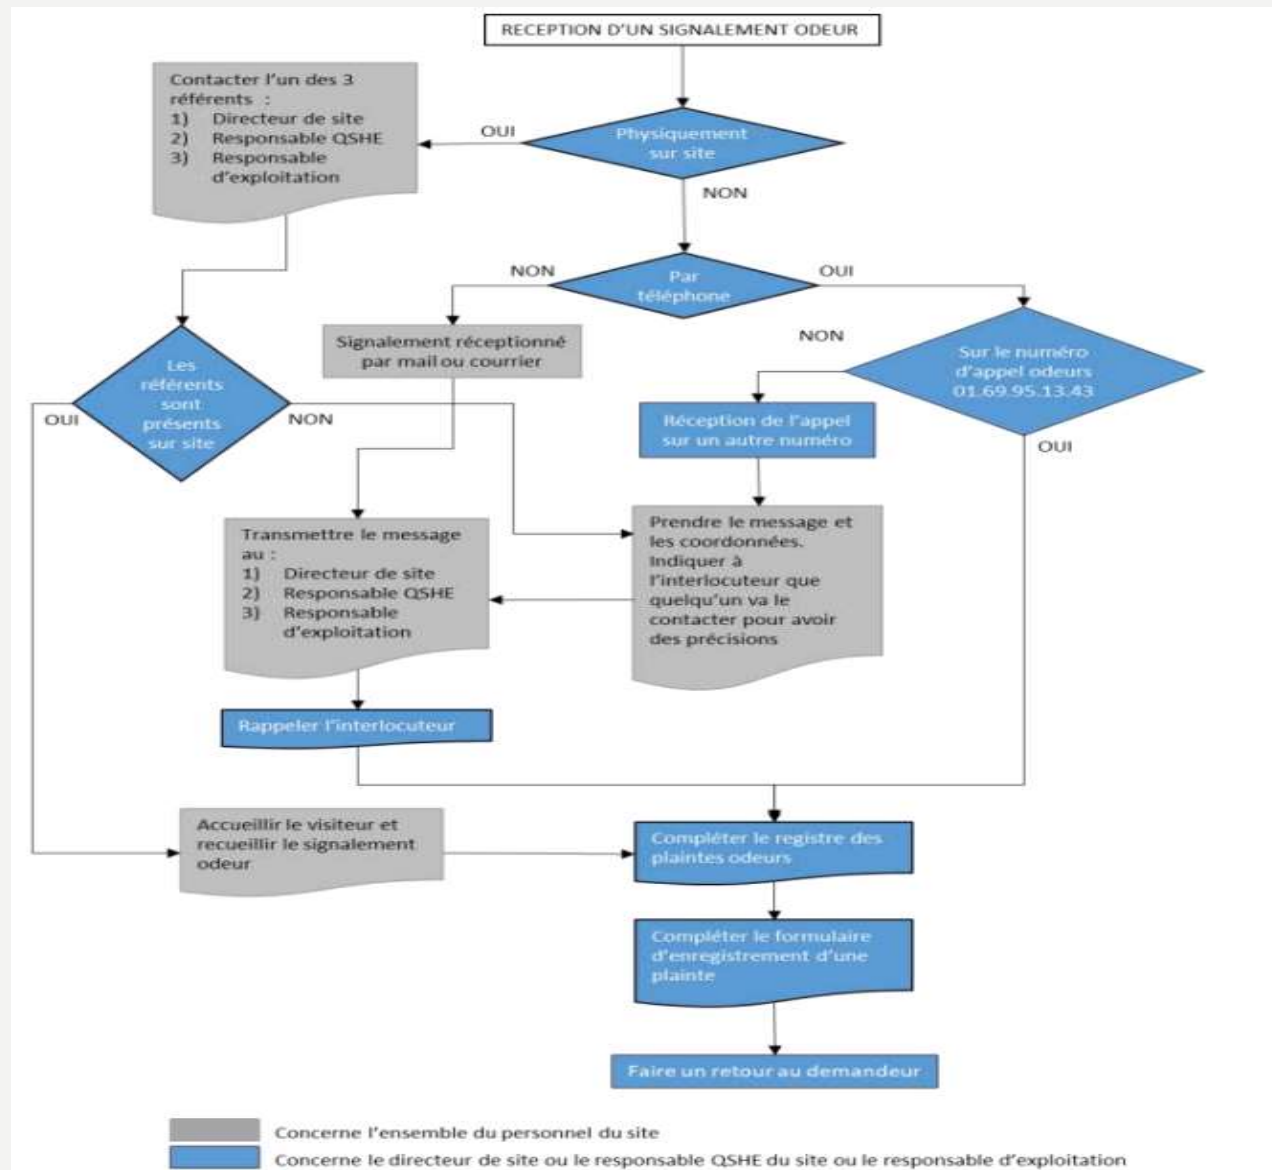 RECEPTION D'UN SIGNALEMENT ODEUR
Contacter l'un des 3
référents :
1) Directeur de site
2) Responsable QSHE
3) Responsable
d'exploitation
OUI
Physiquement
sur site
NON
NON
Par
téléphone
OUI
Signalement réceptionné
par mail ou courrier
NON
Sur le numéro
d'appel odeurs
01.69.95.13.43
OUI
Les
référents
sont
présents
sur site
OUI
NON
Réception de l'appel
sur un autre numéro
Transmettre le message
au :
1) Directeur de site
2) Responsable QSHE
3) Responsable
d'exploitation
Prendre le message et
les coordonnées.
Indiquer à
l'interlocuteur que
quelqu'un va le
contacter pour avoir
des précisions
Rappeler l'interlocuteur
Accueillir le visiteur et
recueillir le signalement
odeur
Compléter le registre des
plaintes odeurs
Compléter le formulaire
d'enregistrement d'une
plainte
Faire un retour au demandeur
Concerne l'ensemble du personnel du site
Concerne le directeur de site ou le responsable QSHE du site ou le responsable d'exploitation